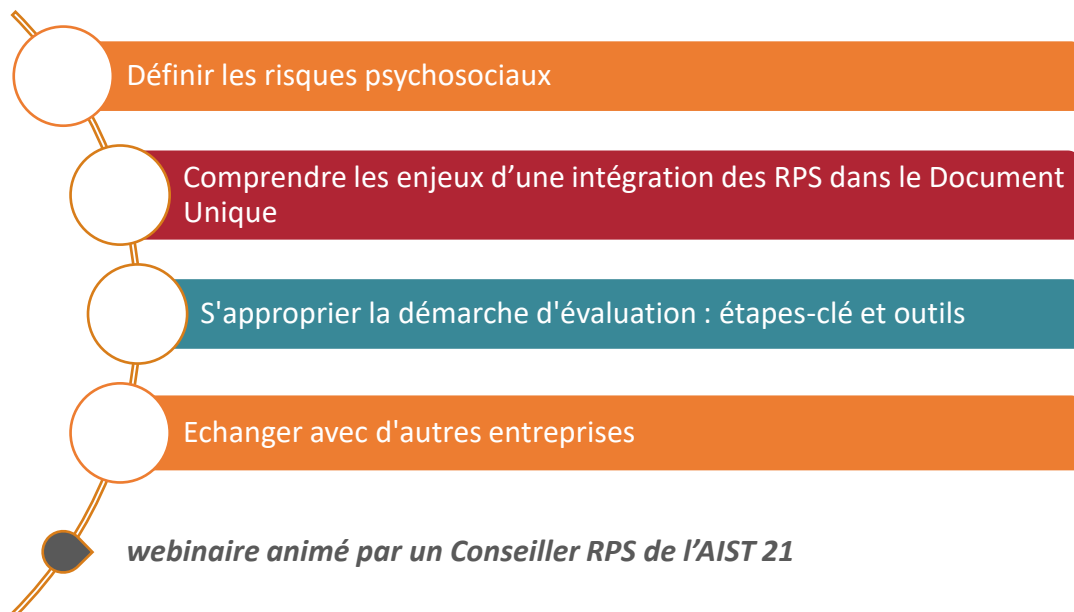 Définir les risques psychosociaux
Comprendre les enjeux d’une intégration des RPS dans le Document
Unique
S'approprier la démarche d'évaluation : étapes-clé et outils
Echanger avec d'autres entreprises
webinaire animé par un Conseiller RPS de l’AIST 21